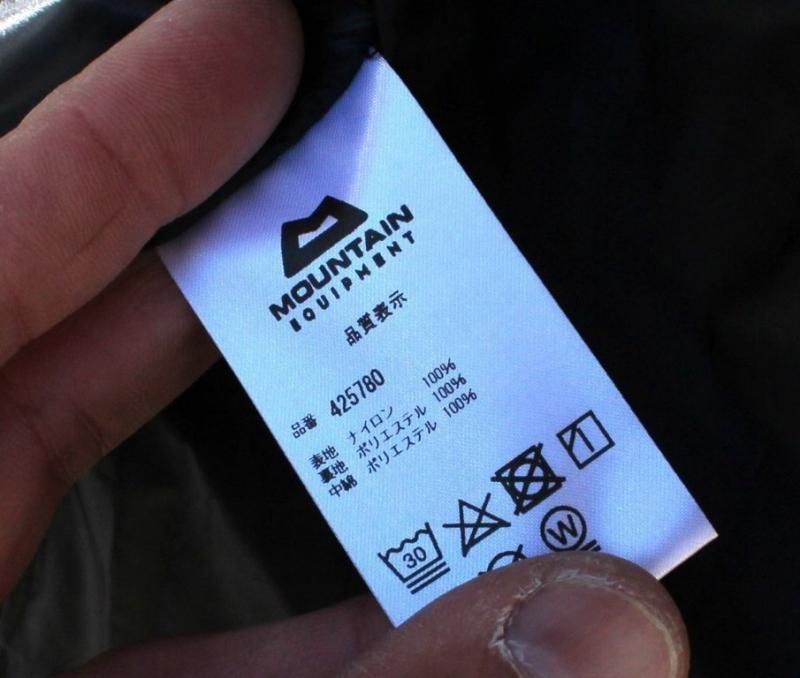 MOUNTAIN
EQUIPMENT
品質表示
品番 425780
表地 ナイロン 100%
裏地 ポリエステル 100%
中綿 ポリエステル 100%
30
W